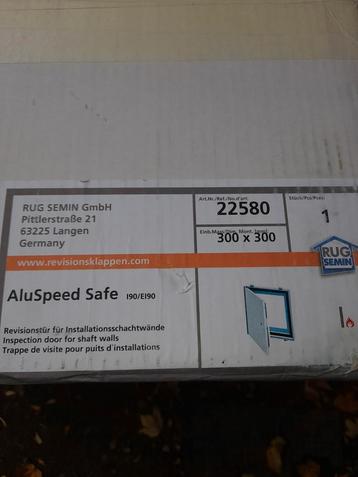 RUG SEMIN GmbH
Pittlerstraße 21
63225 Langen
Germany
Art.Nr./Ref./No.d'art.
22580
Stück/Pcs/Pces:
1
300 x 300
RUG
SEMIN
www.revisionsklappen.com
AluSpeed Safe I90/EI90
Revisionstür für Installationsschachtwände
Inspection door for shaft walls
Trappe de visite pour puits d'installations